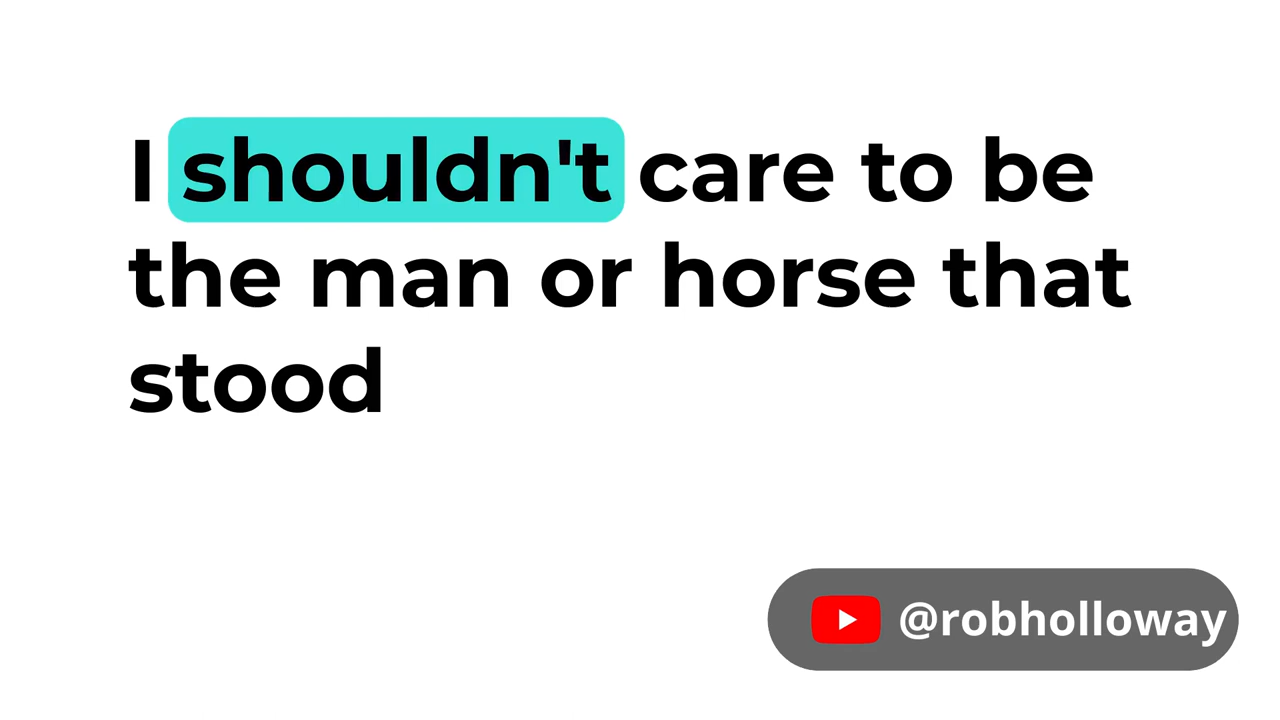 I shouldn't care to be
the man or horse that
stood
@robholloway